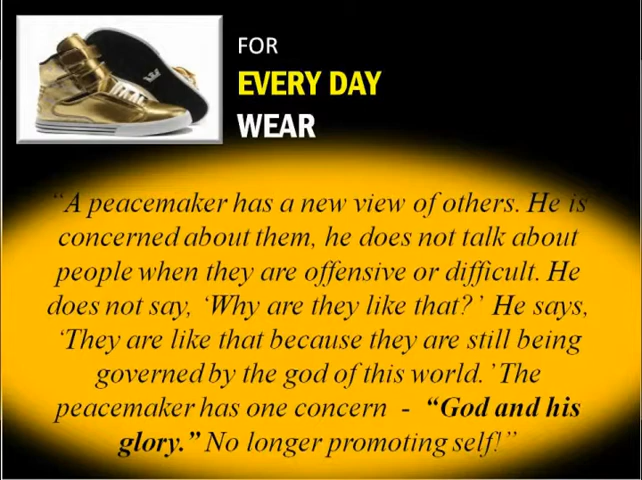 FOR
EVERY DAY
WEAR
“A peacemaker has a new view of others. He is
concerned about them, he does not talk about
people when they are offensive or difficult. He
does not say, ‘Why are they like that?’ He says,
‘They are like that because they are still being
governed by the god of this world.’ The
peacemaker has one concern - “God and his
glory.” No longer promoting self!”